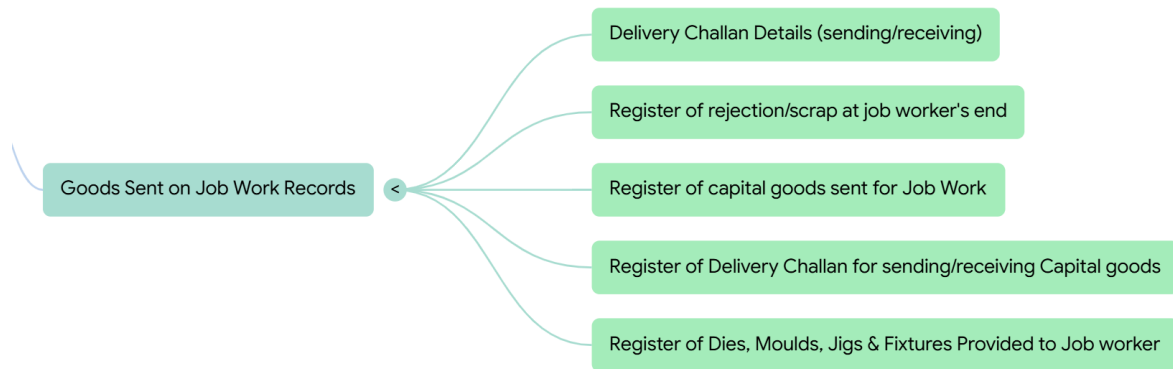 Delivery Challan Details (sending/receiving)
Register of rejection/scrap at job worker's end
Goods Sent on Job Work Records
<
Register of capital goods sent for Job Work
Register of Delivery Challan for sending/receiving Capital goods
Register of Dies, Moulds, Jigs & Fixtures Provided to Job worker